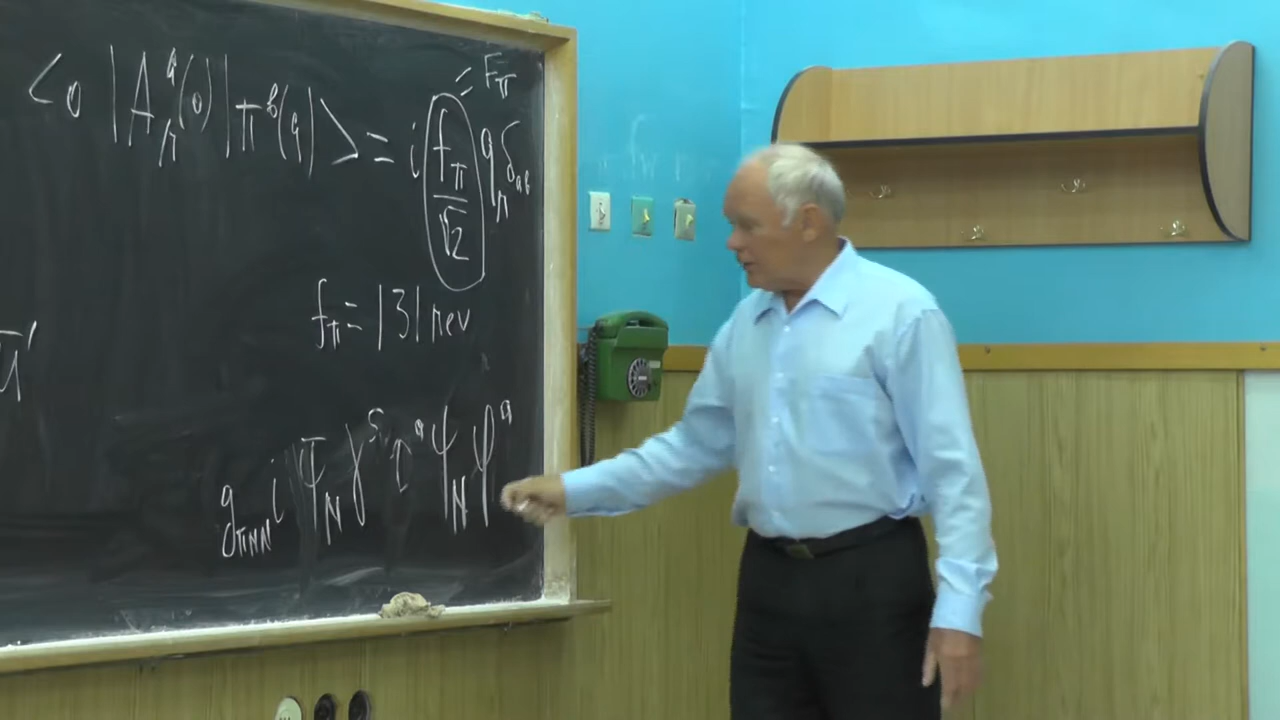 <0|A_μ^a(0)|π^b(q)> = i (f_π/√2) q_μ δ_ab
= F_π
f_π = 131 MeV
ū'
g_πNN i ψ̄_N γ^5 τ^a ψ_N φ^a